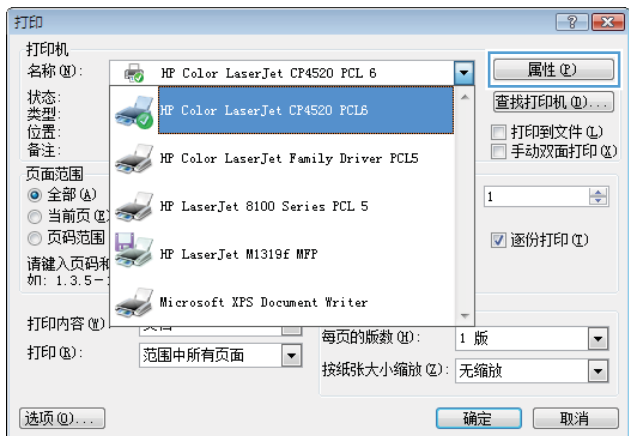 打印
打印机
名称(N): HP Color LaserJet CP4520 PCL 6 属性(P)
状态: HP Color LaserJet CP4520 PCL6 查找打印机(D)...
类型:
位置: 打印到文件(L)
备注: HP Color LaserJet Family Driver PCL5 手动双面打印(X)
页面范围
全部(A) HP LaserJet 8100 Series PCL 5 1
当前页(E)
页码范围 HP LaserJet M1319f MFP 逐份打印(T)
请键入页码和
如: 1.3.5-
Microsoft XPS Document Writer
打印内容(W):
每页的版数(H): 1 版
打印(R): 范围中所有页面
按纸张大小缩放(Z): 无缩放
选项(O)... 确定 取消